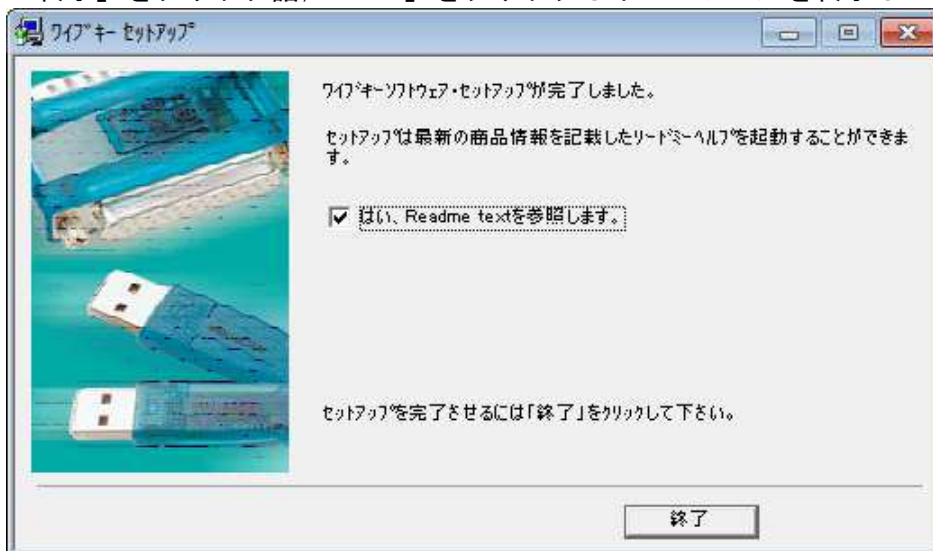 ﾜｲﾌﾞｷｰ ｾｯﾄｱｯﾌﾟ
ﾜｲﾌﾞｷｰｿﾌﾄｳｪｱ･ｾｯﾄｱｯﾌﾟが完了しました。
ｾｯﾄｱｯﾌﾟは最新の商品情報を記載したﾘｰﾄﾞﾐｰﾍﾙﾌﾟを起動することができま
す。
はい、Readme textを参照します。
ｾｯﾄｱｯﾌﾟを完了させるには｢終了｣をｸﾘｯｸして下さい。
終了